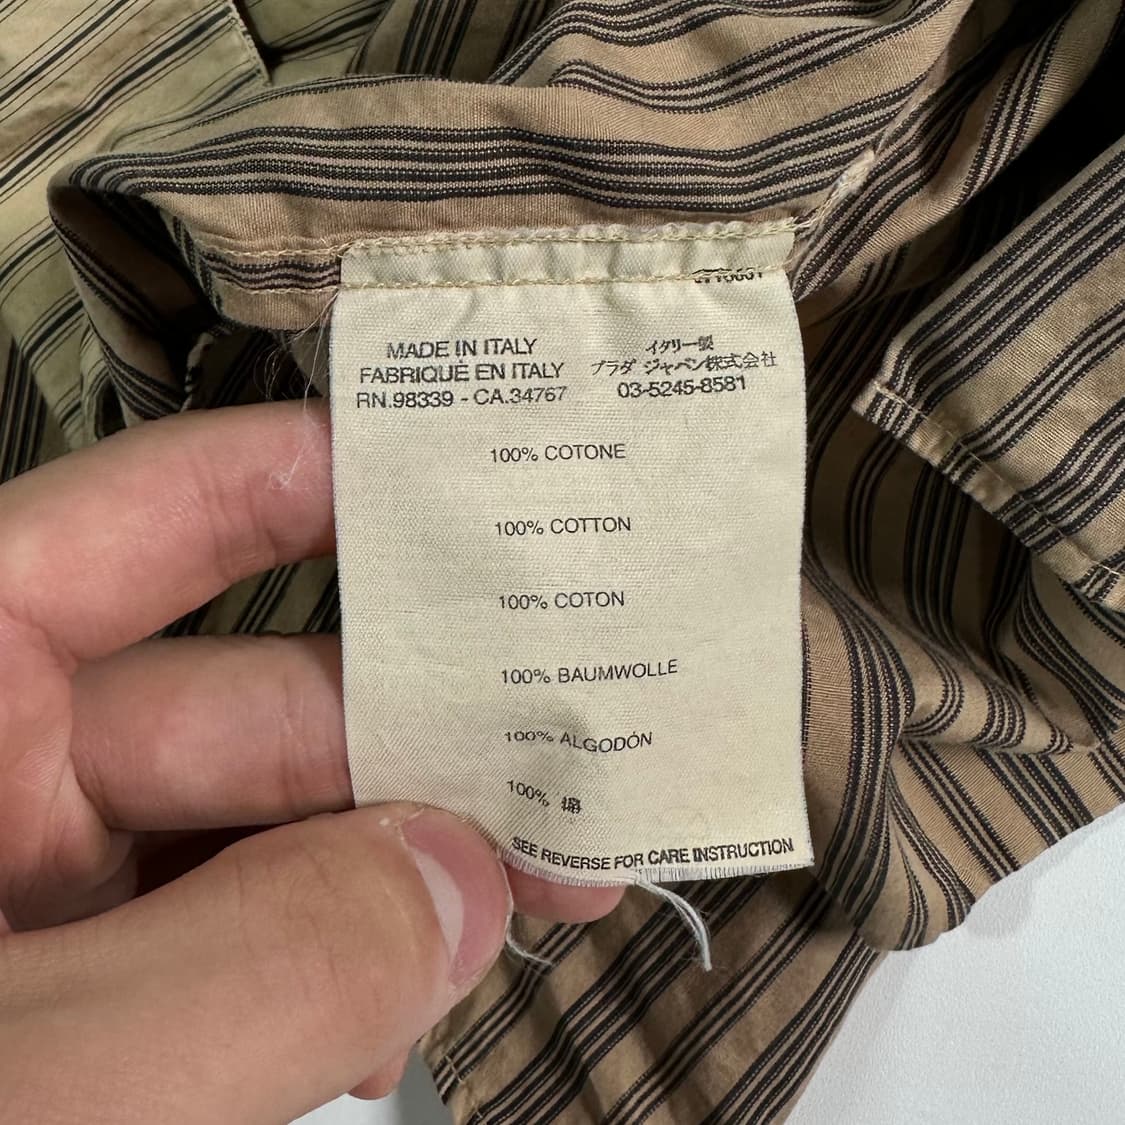 MADE IN ITALY
FABRIQUÉ EN ITALY
RN.98339 - CA.34767
イタリー製
プラダ ジャパン株式会社
03-5245-8581
100% COTONE
100% COTTON
100% COTON
100% BAUMWOLLE
100% ALGODÓN
100% 綿
SEE REVERSE FOR CARE INSTRUCTION